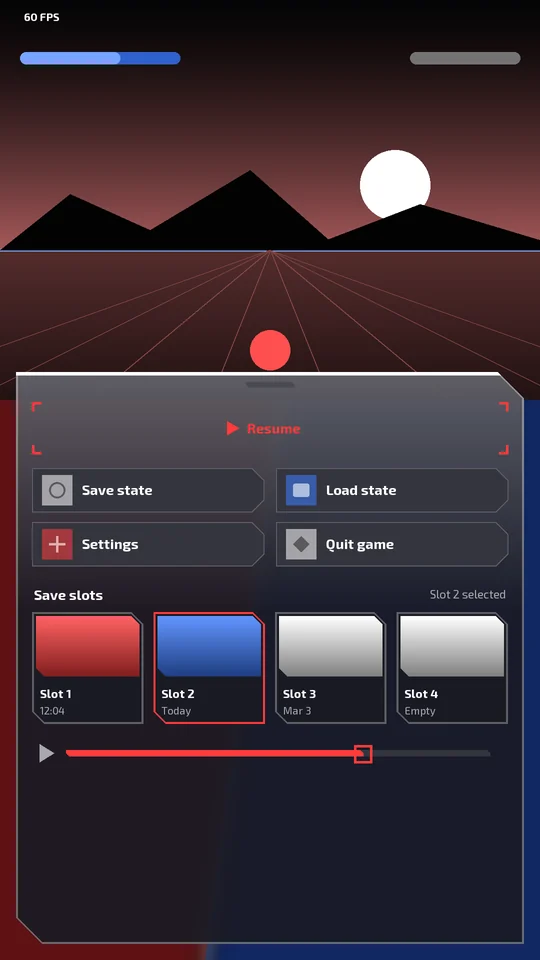 60 FPS
Resume
Save state
Load state
Settings
Quit game
Save slots
Slot 2 selected
Slot 1
12:04
Slot 2
Today
Slot 3
Mar 3
Slot 4
Empty